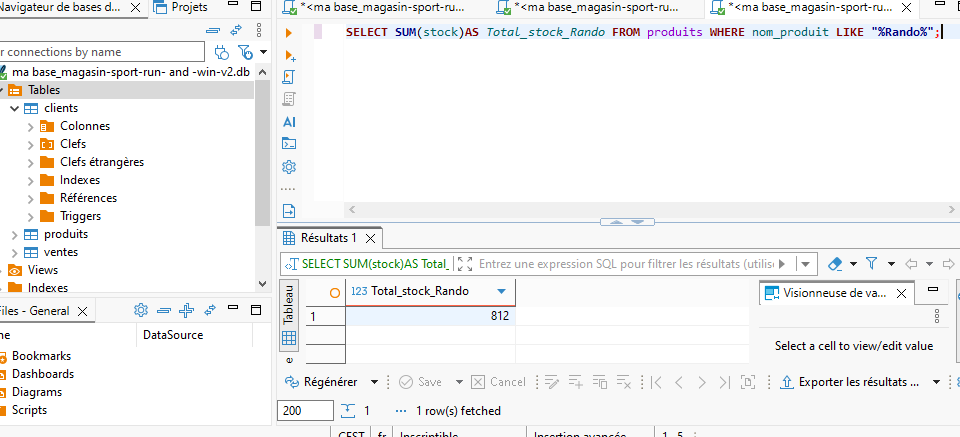 Navigateur de bases d...
Projets
r connections by name
ma base_magasin-sport-run- and -win-v2.db
Tables
clients
Colonnes
Clefs
Clefs étrangères
Indexes
Références
Triggers
produits
ventes
Views
Indexes
Files - General
me
DataSource
Bookmarks
Dashboards
Diagrams
Scripts
*<ma base_magasin-sport-ru...
*<ma base_magasin-sport-ru...
*<ma base_magasin-sport-ru...
SELECT SUM(stock)AS Total_stock_Rando FROM produits WHERE nom_produit LIKE "%Rando%";
AI
Résultats 1
SELECT SUM(stock)AS Total_
Entrez une expression SQL pour filtrer les résultats (utilise
Tableau
123 Total_stock_Rando
1
812
Visionneuse de va...
Select a cell to view/edit value
Régénérer
Save
Cancel
Exporter les résultats ...
200
1
1 row(s) fetched
CEST
fr
Inscriptible
Insertion avancée
1 : 5